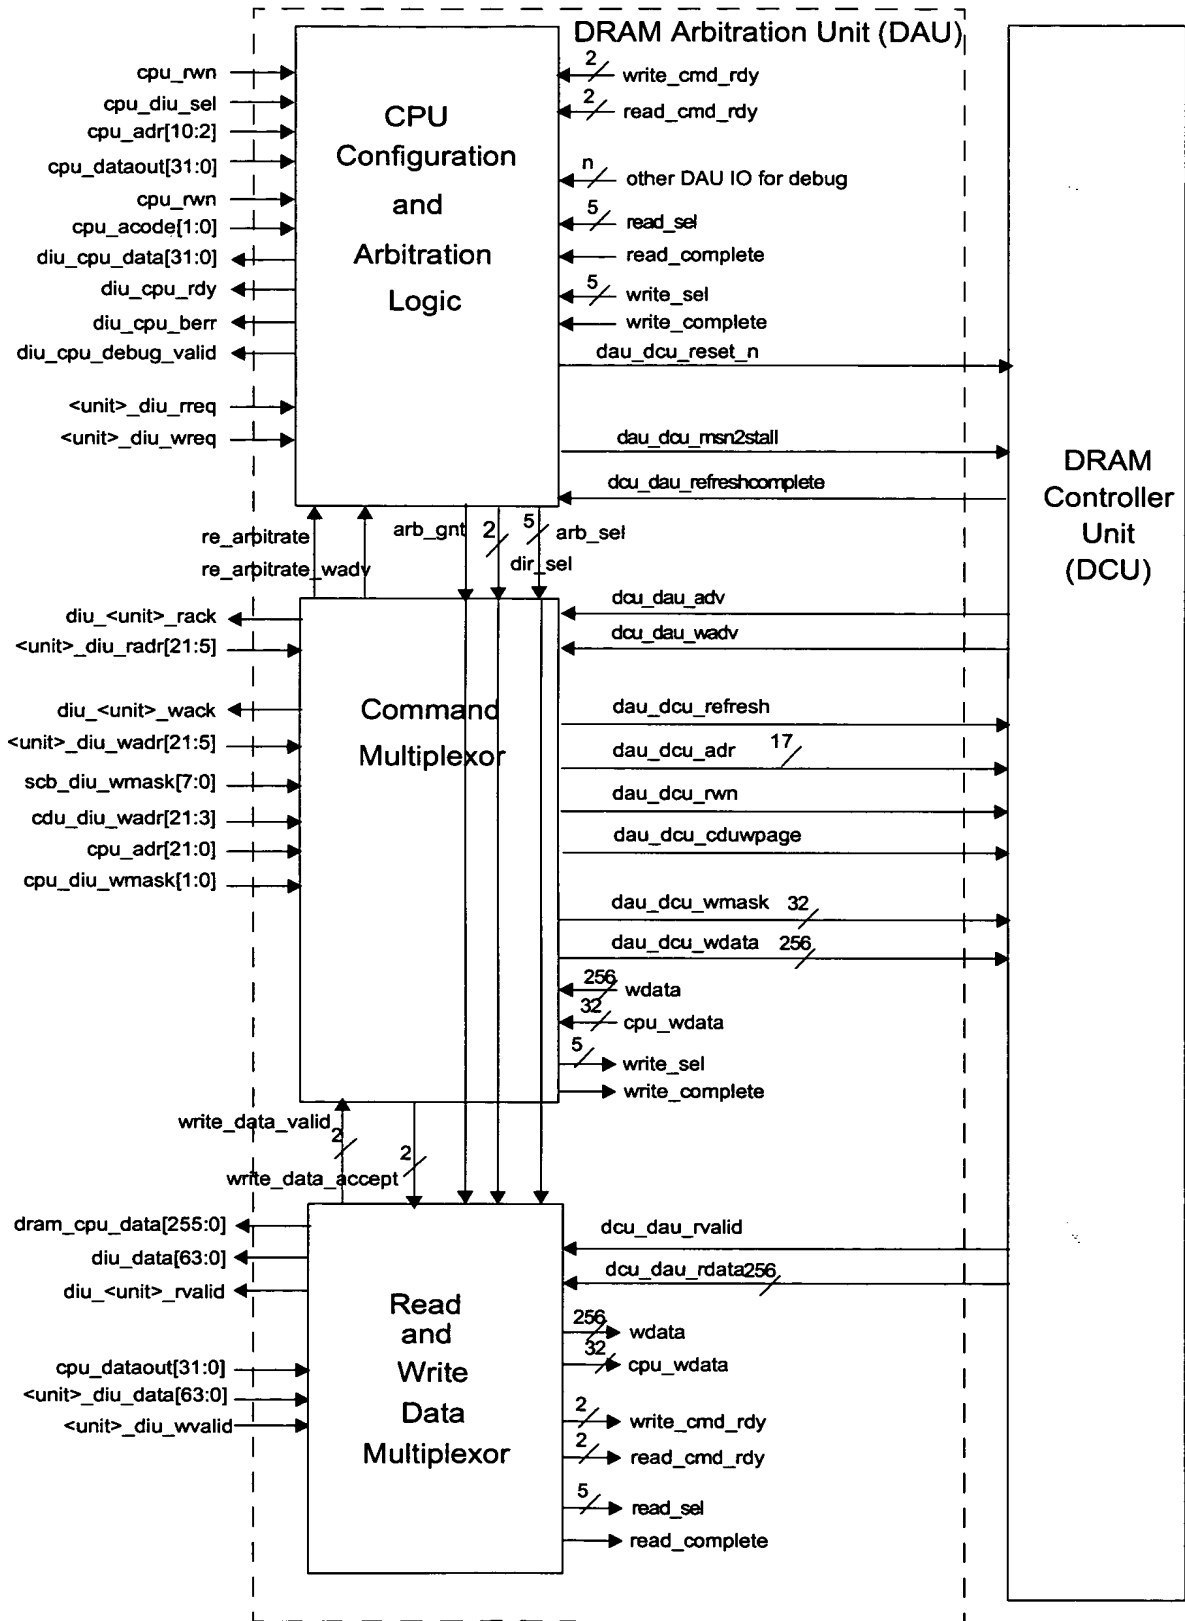 DRAM Arbitration Unit (DAU)
cpu_rwn
cpu_diu_sel
cpu_adr[10:2]
cpu_dataout[31:0]
cpu_rwn
cpu_acode[1:0]
diu_cpu_data[31:0]
diu_cpu_rdy
diu_cpu_berr
diu_cpu_debug_valid
<unit>_diu_rreq
<unit>_diu_wreq
CPU
Configuration
and
Arbitration
Logic
2
write_cmd_rdy
2
read_cmd_rdy
n
other DAU IO for debug
5
read_sel
read_complete
5
write_sel
write_complete
dau_dcu_reset_n
dau_dcu_msn2stall
dcu_dau_refreshcomplete
DRAM
Controller
Unit
(DCU)
re_arbitrate
re_arbitrate_wadv
arb_gnt
2
dir_sel
5
arb_sel
diu_<unit>_rack
<unit>_diu_radr[21:5]
diu_<unit>_wack
<unit>_diu_wadr[21:5]
scb_diu_wmask[7:0]
cdu_diu_wadr[21:3]
cpu_adr[21:0]
cpu_diu_wmask[1:0]
Command
Multiplexor
dcu_dau_adv
dcu_dau_wadv
dau_dcu_refresh
dau_dcu_adr 17
dau_dcu_rwn
dau_dcu_cduwpage
dau_dcu_wmask 32
dau_dcu_wdata 256
256
wdata
32
cpu_wdata
5
write_sel
write_complete
write_data_valid
2
write_data_accept
2
dram_cpu_data[255:0]
diu_data[63:0]
diu_<unit>_rvalid
cpu_dataout[31:0]
<unit>_diu_data[63:0]
<unit>_diu_wvalid
Read
and
Write
Data
Multiplexor
dcu_dau_rvalid
dcu_dau_rdata 256
256
wdata
32
cpu_wdata
2
write_cmd_rdy
2
read_cmd_rdy
5
read_sel
read_complete